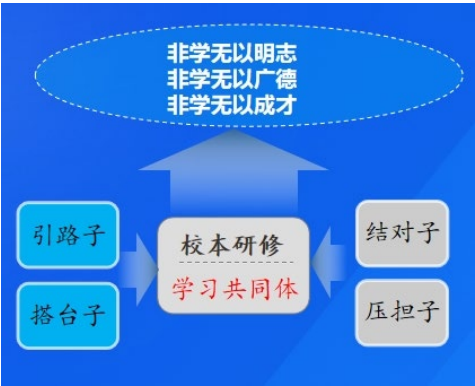 非学无以明志
非学无以广德
非学无以成才
引路子
搭台子
校本研修
学习共同体
结对子
压担子